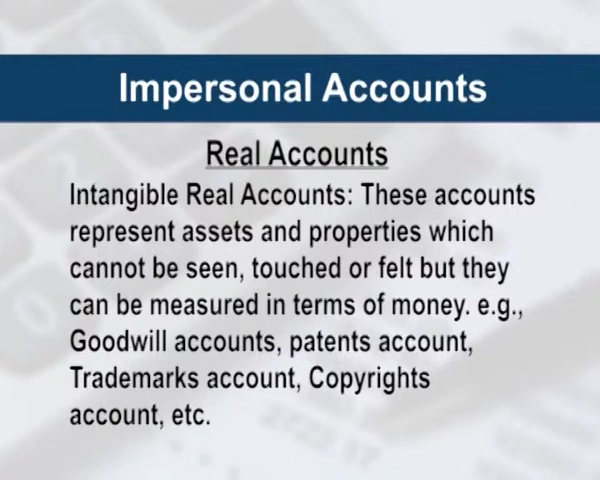 Impersonal Accounts
Real Accounts
Intangible Real Accounts: These accounts
represent assets and properties which
cannot be seen, touched or felt but they
can be measured in terms of money. e.g.,
Goodwill accounts, patents account,
Trademarks account, Copyrights
account, etc.